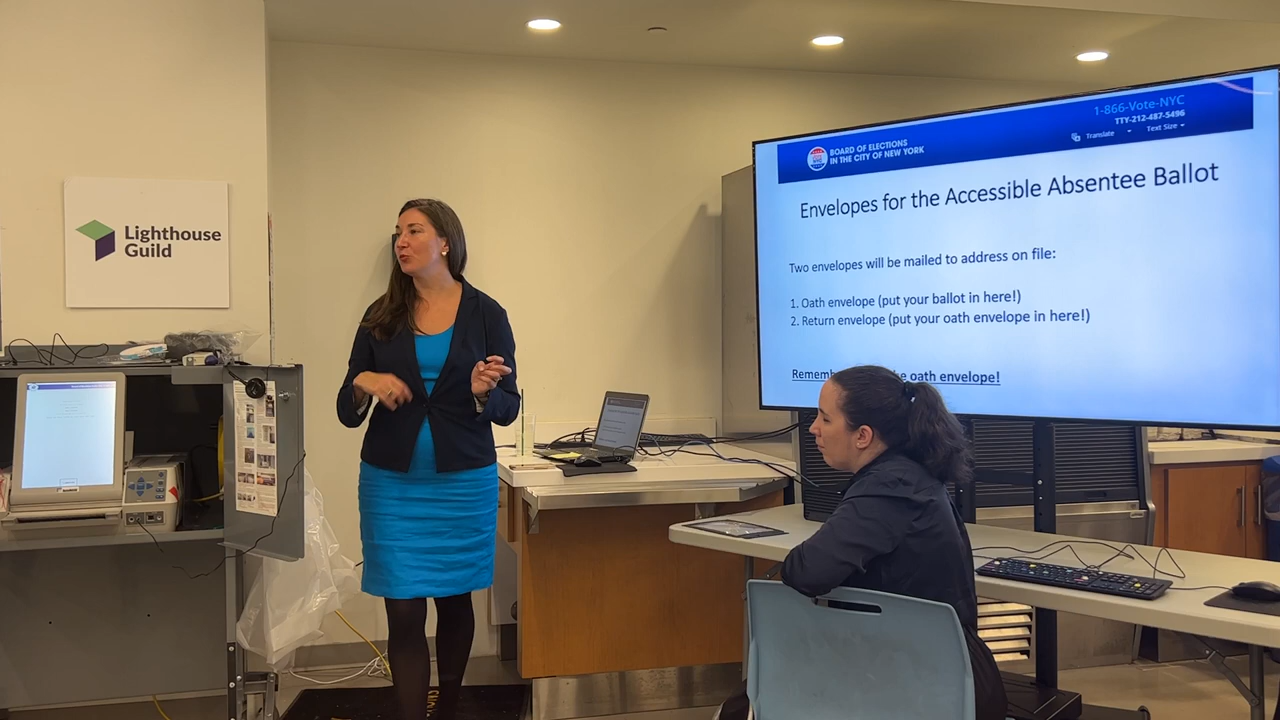 Lighthouse
Guild
1-866-Vote-NYC
TTY-212-487-5496
Translate
Text Size
BOARD OF ELECTIONS
IN THE CITY OF NEW YORK
Envelopes for the Accessible Absentee Ballot
Two envelopes will be mailed to address on file:
1. Oath envelope (put your ballot in here!)
2. Return envelope (put your oath envelope in here!)
oath envelope!